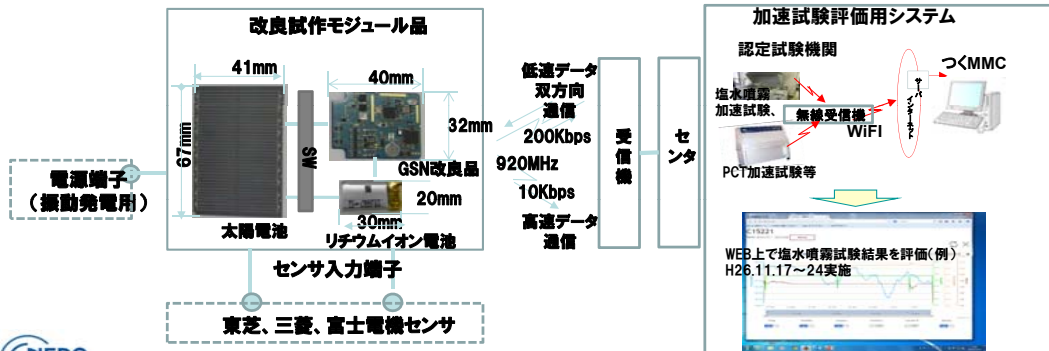 改良試作モジュール品
41mm
67mm
太陽電池
SW
40mm
32mm
GSN改良品
20mm
30mm
リチウムイオン電池
電源端子
(振動発電用)
センサ入力端子
東芝、三菱、富士電機センサ
低速データ
双方向
通信
200Kbps
920MHz
10Kbps
高速データ
通信
受信機
センタ
加速試験評価用システム
認定試験機関
塩水噴霧
加速試験、
無線受信機
WiFI
PCT加速試験等
サーバ
インターネット
つくMMC
C15221
WEB上で塩水噴霧試験結果を評価(例)
H26.11.17～24実施
NEDO